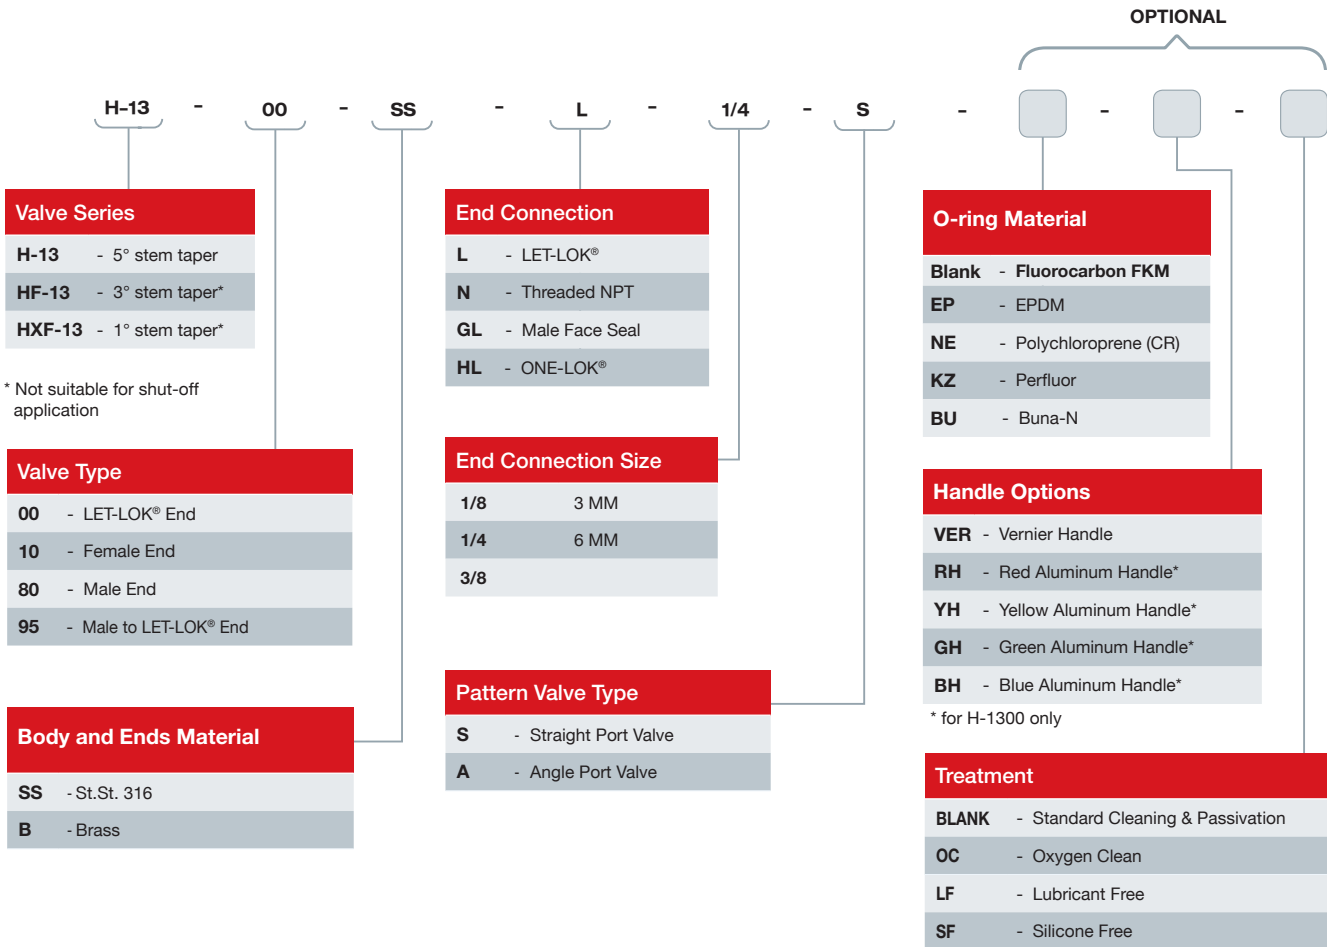 OPTIONAL
H-13 - 00 - SS - L - 1/4 - S - - -
Valve Series
H-13 - 5° stem taper
HF-13 - 3° stem taper*
HXF-13 - 1° stem taper*
* Not suitable for shut-off
application
Valve Type
00 - LET-LOK® End
10 - Female End
80 - Male End
95 - Male to LET-LOK® End
Body and Ends Material
SS - St.St. 316
B - Brass
End Connection
L - LET-LOK®
N - Threaded NPT
GL - Male Face Seal
HL - ONE-LOK®
End Connection Size
1/8 3 MM
1/4 6 MM
3/8
Pattern Valve Type
S - Straight Port Valve
A - Angle Port Valve
O-ring Material
Blank - Fluorocarbon FKM
EP - EPDM
NE - Polychloroprene (CR)
KZ - Perfluor
BU - Buna-N
Handle Options
VER - Vernier Handle
RH - Red Aluminum Handle*
YH - Yellow Aluminum Handle*
GH - Green Aluminum Handle*
BH - Blue Aluminum Handle*
* for H-1300 only
Treatment
BLANK - Standard Cleaning & Passivation
OC - Oxygen Clean
LF - Lubricant Free
SF - Silicone Free